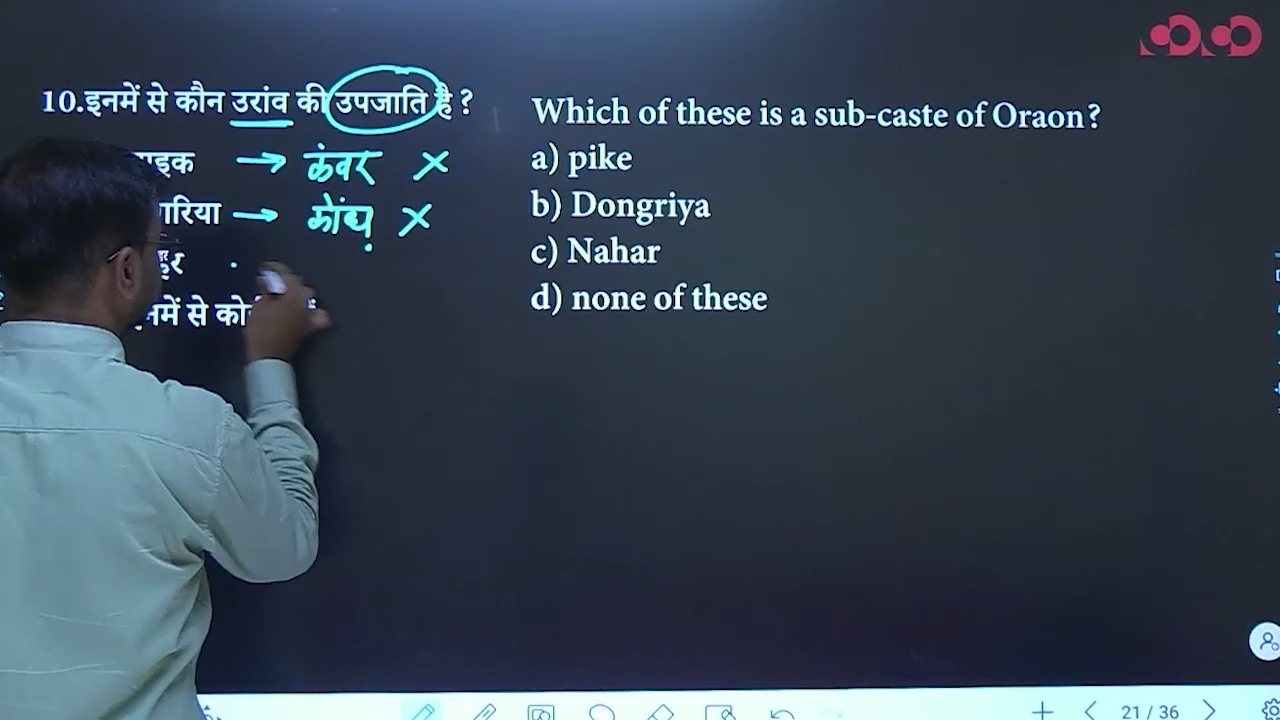 10.इनमें से कौन उरांव की उपजाति है ?
→ कंवर ×
→ कोंध ×
से
Which of these is a sub-caste of Oraon?
a) pike
b) Dongriya
c) Nahar
d) none of these
21 / 36